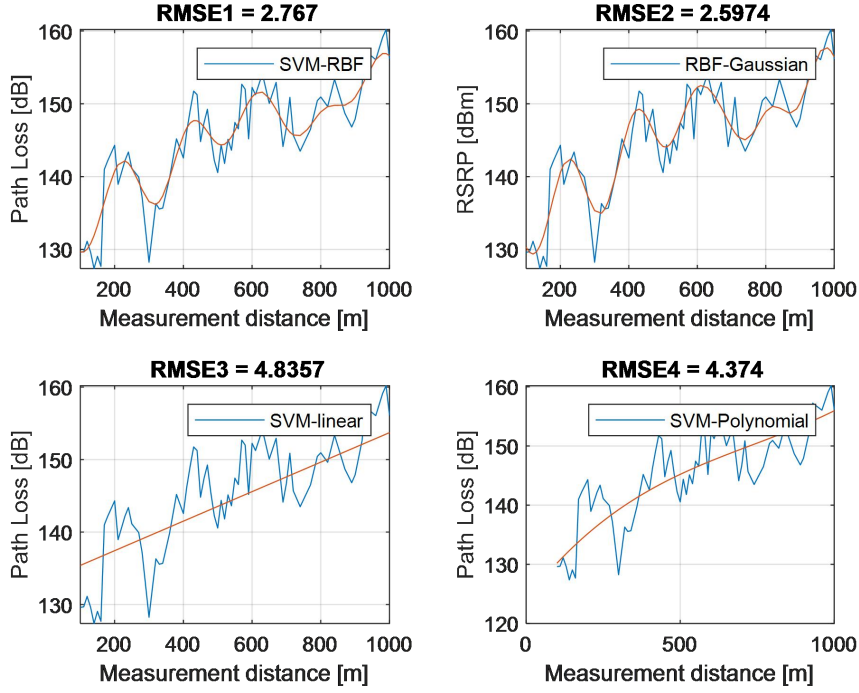 RMSE1 = 2.767
160
150
140
130
Path Loss [dB]
SVM-RBF
200 400 600 800 1000
Measurement distance [m]
RMSE2 = 2.5974
160
150
140
130
RSRP [dBm]
RBF-Gaussian
200 400 600 800 1000
Measurement distance [m]
RMSE3 = 4.8357
160
150
140
130
Path Loss [dB]
SVM-linear
200 400 600 800 1000
Measurement distance [m]
RMSE4 = 4.374
160
150
140
130
120
Path Loss [dB]
SVM-Polynomial
0 500 1000
Measurement distance [m]